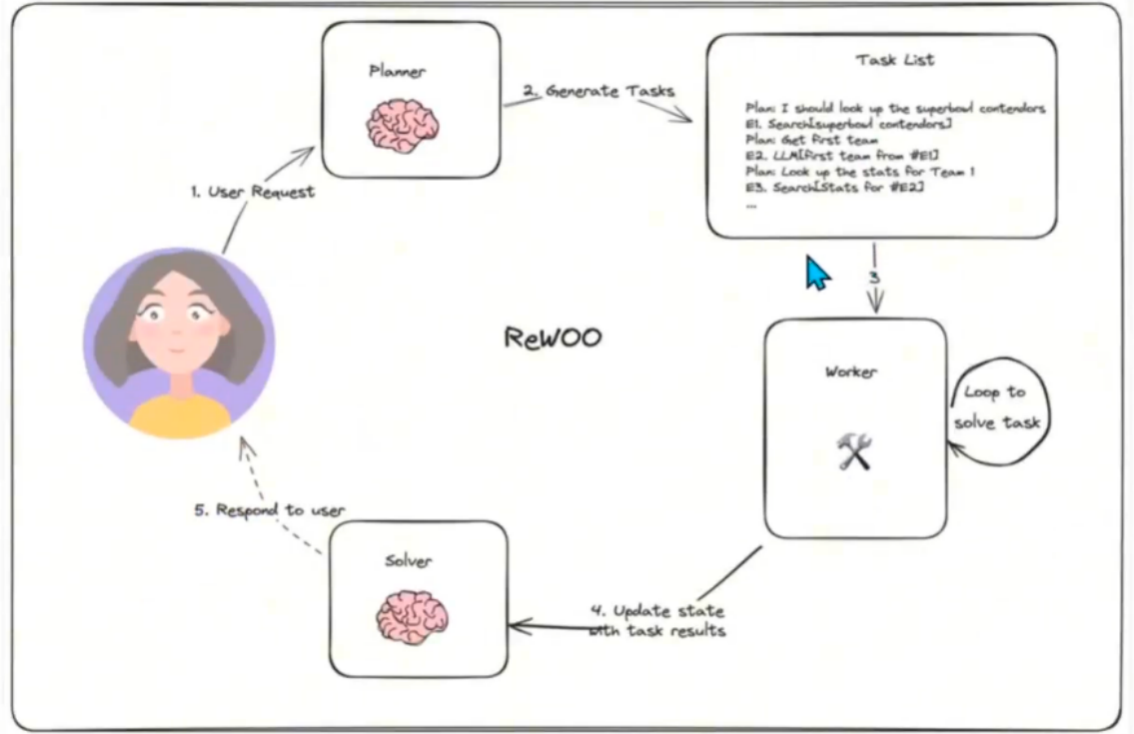 Planner
2. Generate Tasks
Task List
Plan: I should look up the superbowl contendors
E1. Search[superbowl contendors]
Plan: Get first team
E2. LLM[first team from #E1]
Plan: Look up the stats for Team 1
E3. Search[Stats for #E2]
...
1. User Request
3
ReWOO
Worker
Loop to
solve task
5. Respond to user
Solver
4. Update state
with task results